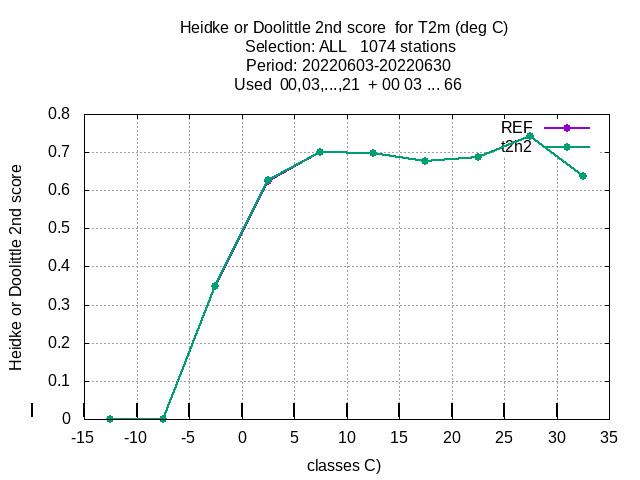 Heidke or Doolittle 2nd score  for T2m (deg C)
Selection: ALL   1074 stations
Period: 20220603-20220630
Used  00,03,...,21  + 00 03 ... 66
REF
t2h2
Heidke or Doolittle 2nd score
0.8
0.7
0.6
0.5
0.4
0.3
0.2
0.1
0
-15 -10 -5 0 5 10 15 20 25 30 35
classes C)